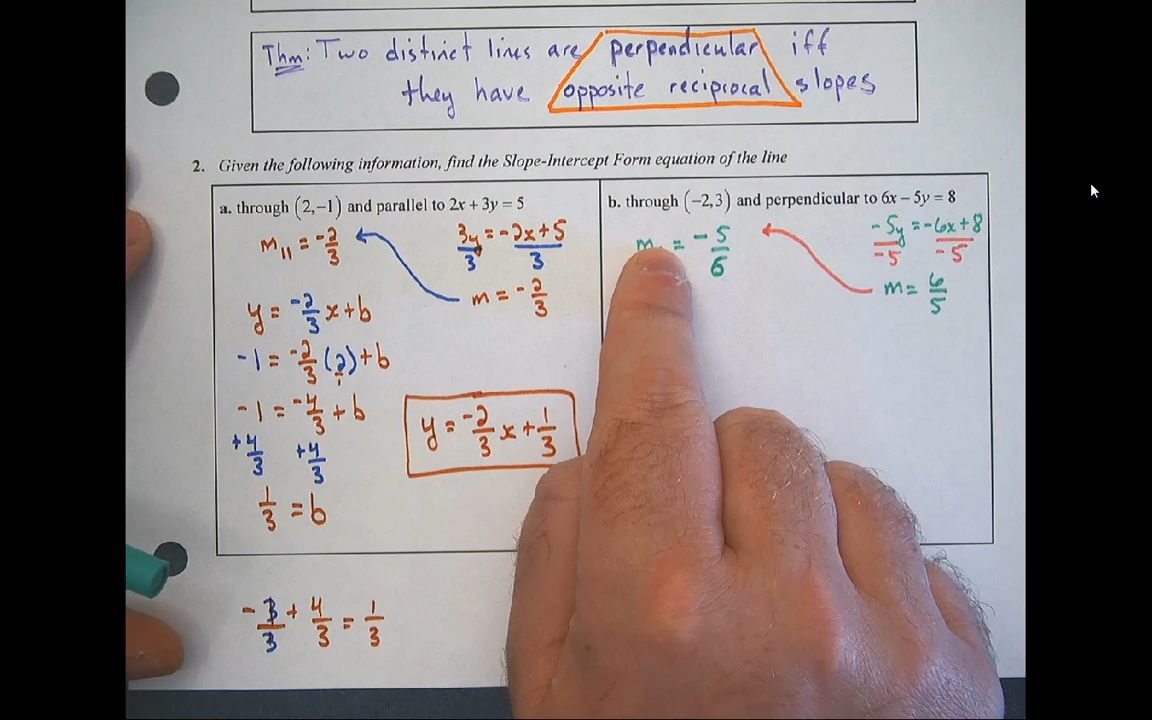 Thm: Two distinct lines are perpendicular iff
they have opposite reciprocal slopes
2. Given the following information, find the Slope-Intercept Form equation of the line
a. through (2,−1) and parallel to 2x + 3y = 5
m₁₁ = -2/3
3y/3 = -2x+5/3
m = -2/3
y = -2/3 x + b
-1 = -2/3 (2) + b
-1 = -4/3 + b
+4/3 +4/3
1/3 = b
y = -2/3 x + 1/3
b. through (−2,3) and perpendicular to 6x − 5y = 8
m = -5/6
-5y/-5 = -6x+8/-5
m = 6/5
-3/3 + 4/3 = 1/3